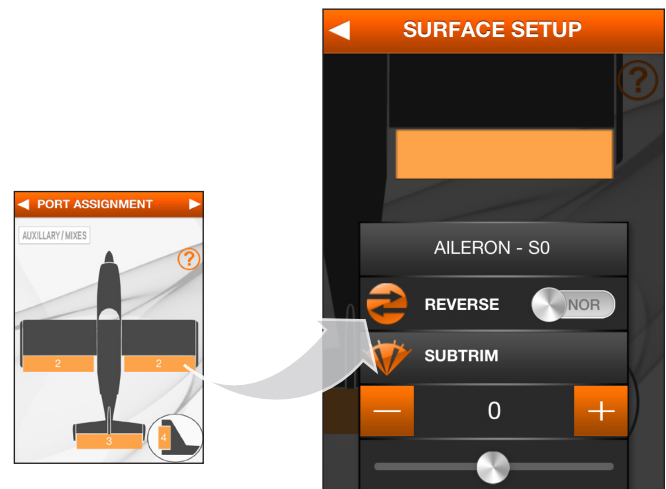 SURFACE SETUP
?
PORT ASSIGNMENT
AUXILLARY / MIXES
?
2 2
3 4
AILERON - S0
REVERSE NOR
SUBTRIM
— 0 +